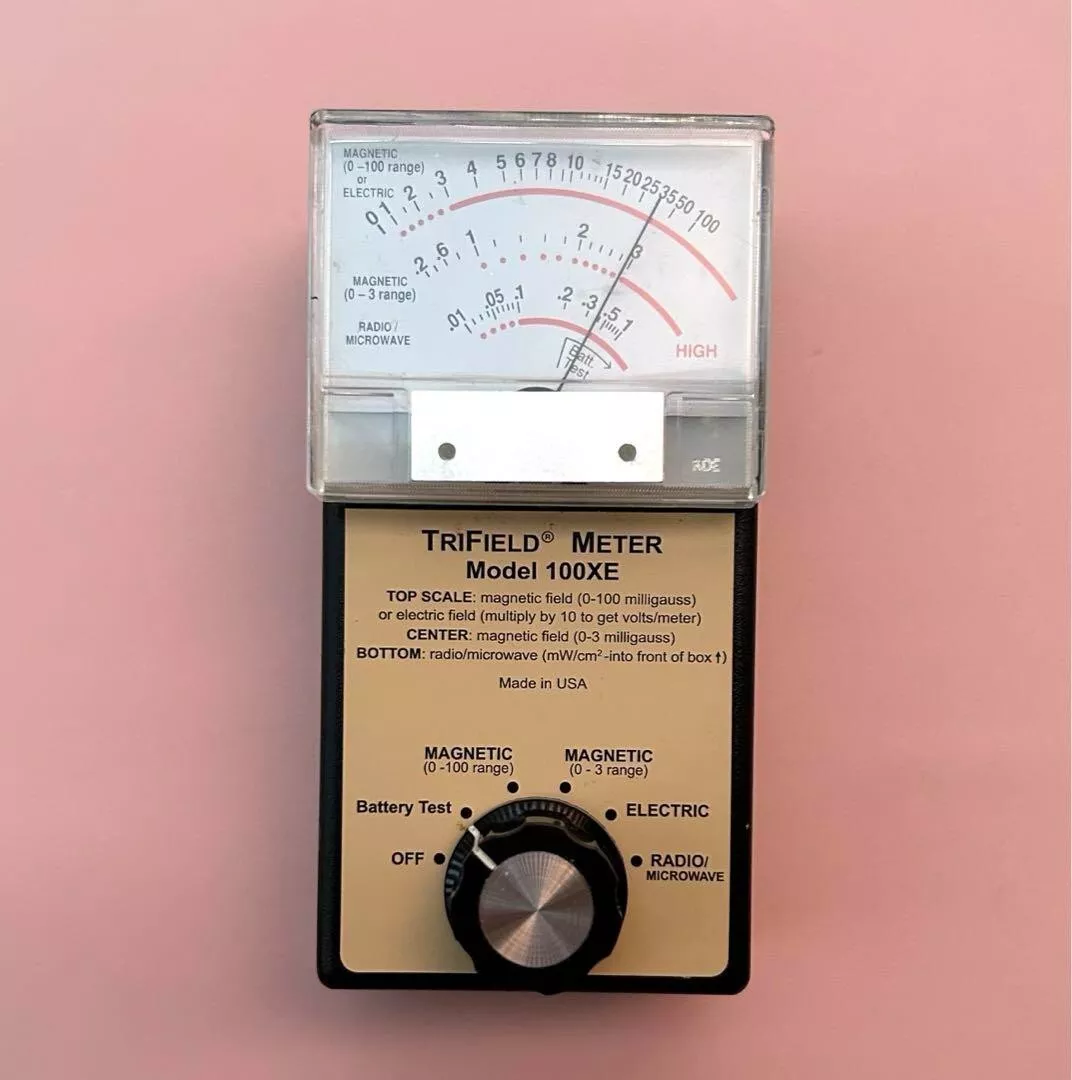 MAGNETIC
(0 –100 range)
or
ELECTRIC
0 1 2 3 4 5 6 7 8 10 15 20 25 35 50 100
.2 .6 1 2 3
MAGNETIC
(0 – 3 range)
.01 .05 .1 .2 .3 .5 1
RADIO /
MICROWAVE
Batt.
Test
HIGH
TRIFIELD® METER
Model 100XE
TOP SCALE: magnetic field (0-100 milligauss)
or electric field (multiply by 10 to get volts/meter)
CENTER: magnetic field (0-3 milligauss)
BOTTOM: radio/microwave (mW/cm²-into front of box↑)
Made in USA
MAGNETIC
(0 -100 range)
MAGNETIC
(0 - 3 range)
Battery Test
ELECTRIC
OFF
RADIO/
MICROWAVE